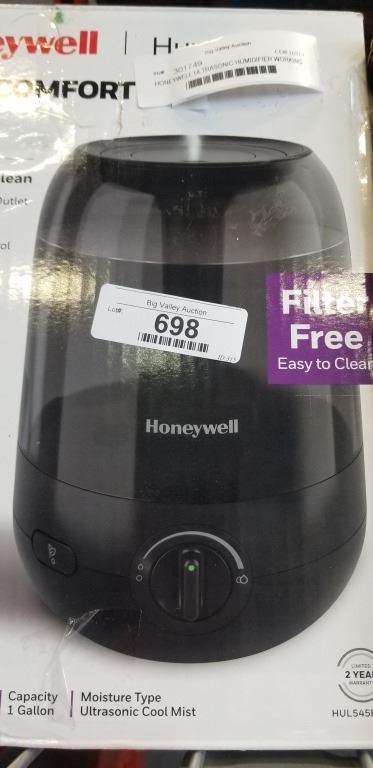 eywell | Hu
Big Valley Auction
301749
HONEYWELL ULTRASONIC HUMIDIFIER WORKING
COMFORT
lean
Outlet
ol
Big Valley Auction
Lot#:
698
Filter
Free
Easy to Clean
Honeywell
LIMITED
2 YEAR
WARRANTY
Capacity
1 Gallon
Moisture Type
Ultrasonic Cool Mist
HUL545